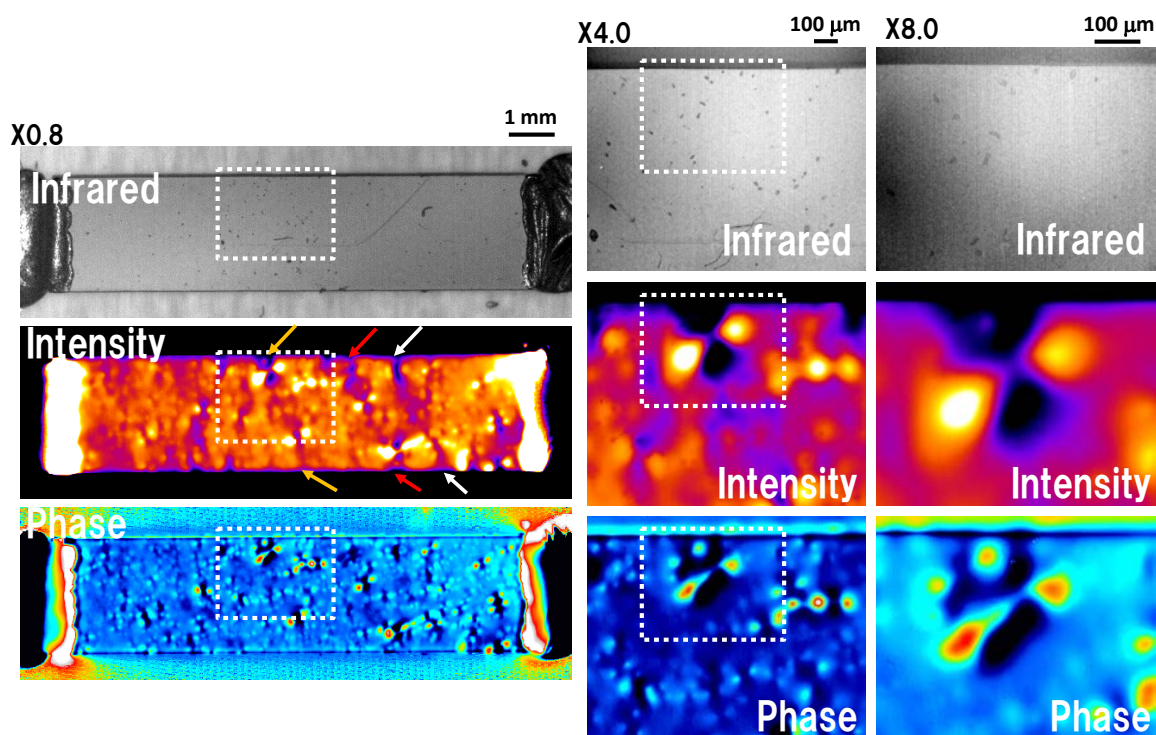 X0.8
1 mm
Infrared
Intensity
Phase
X4.0
100 μm
Infrared
Intensity
Phase
X8.0
100 μm
Infrared
Intensity
Phase